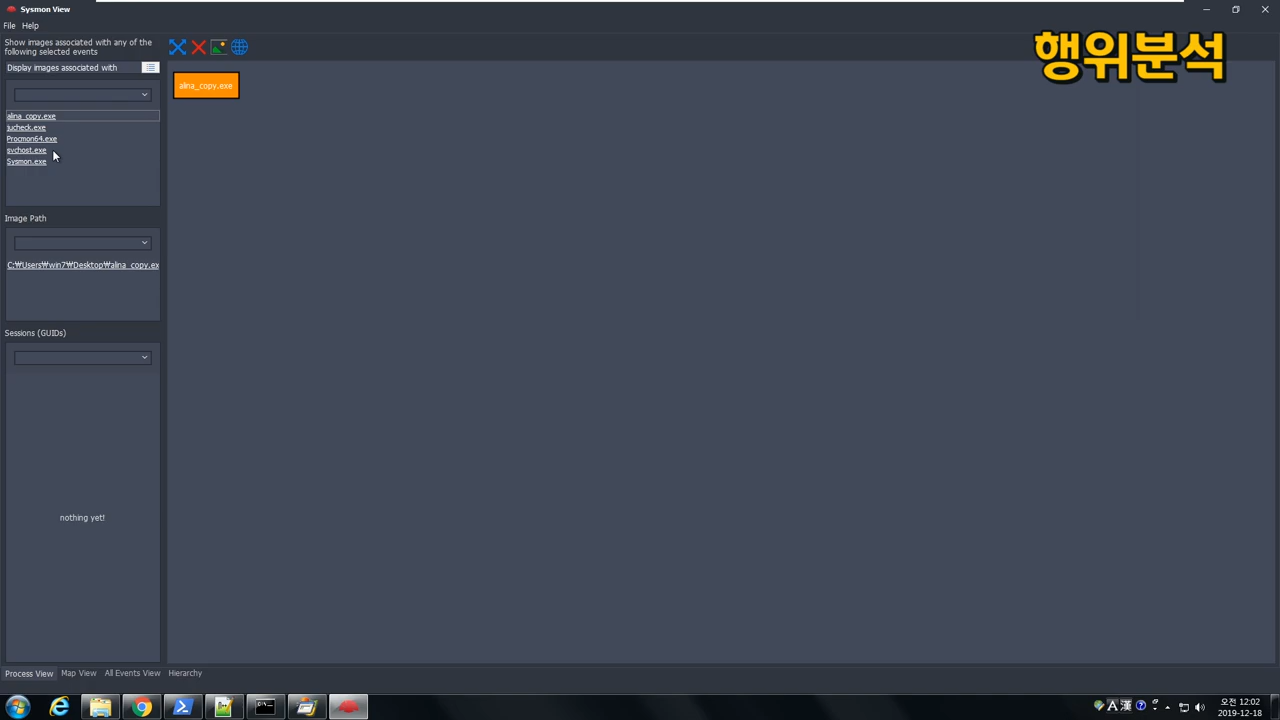 Sysmon View
File Help
행위분석
Show images associated with any of the
following selected events
Display images associated with
alina_copy.exe
alina_copy.exe
jucheck.exe
Procmon64.exe
svchost.exe
Sysmon.exe
Image Path
C:₩Users₩win7₩Desktop₩alina_copy.ex
Sessions (GUIDs)
nothing yet!
Process View Map View All Events View Hierarchy
A 漢
오전 12:02
2019-12-18